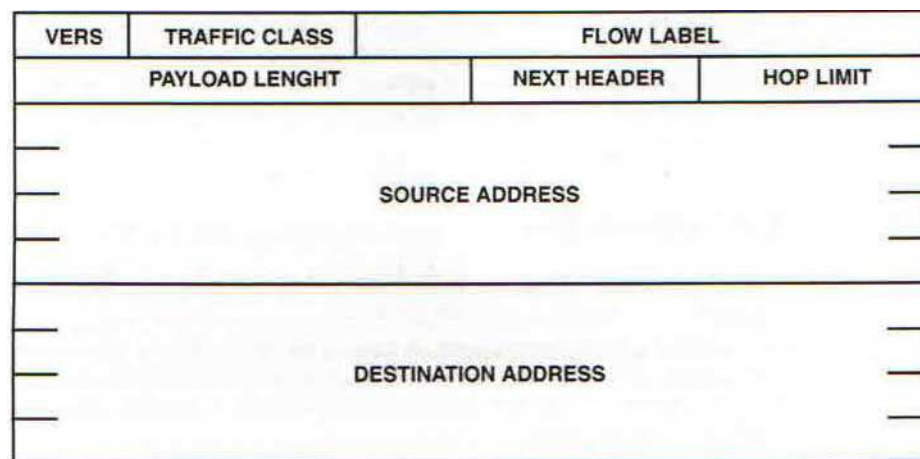 VERS TRAFFIC CLASS FLOW LABEL
PAYLOAD LENGHT NEXT HEADER HOP LIMIT
SOURCE ADDRESS
DESTINATION ADDRESS